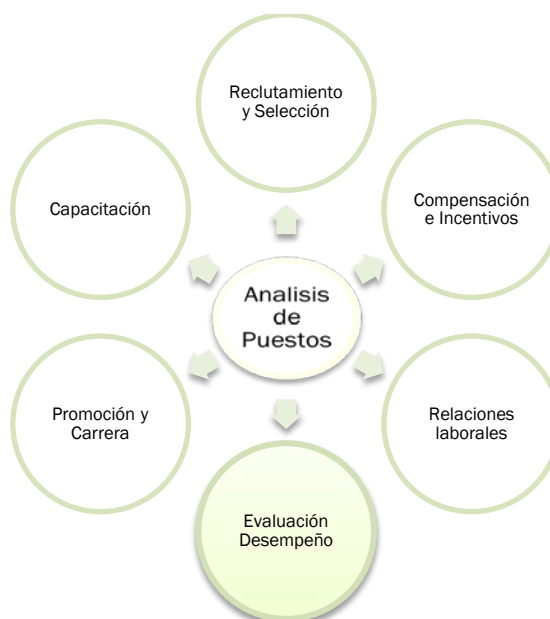 Reclutamiento
y Selección
Capacitación
Compensación
e Incentivos
Analisis
de
Puestos
Promoción y
Carrera
Relaciones
laborales
Evaluación
Desempeño